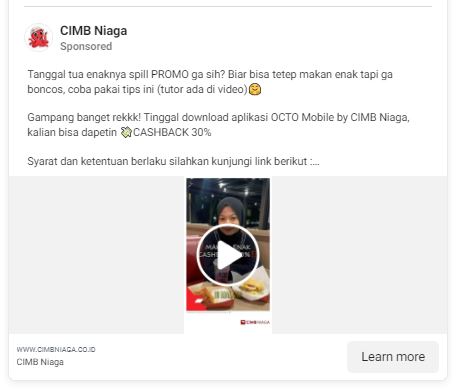 CIMB Niaga
Sponsored
Tanggal tua enaknya spill PROMO ga sih? Biar bisa tetep makan enak tapi ga
boncos, coba pakai tips ini (tutor ada di video)🤗
Gampang banget rekkk! Tinggal download aplikasi OCTO Mobile by CIMB Niaga,
kalian bisa dapetin 💸CASHBACK 30%
Syarat dan ketentuan berlaku silahkan kunjungi link berikut :...
CIMB NIAGA
WWW.CIMBNIAGA.CO.ID
CIMB Niaga
Learn more